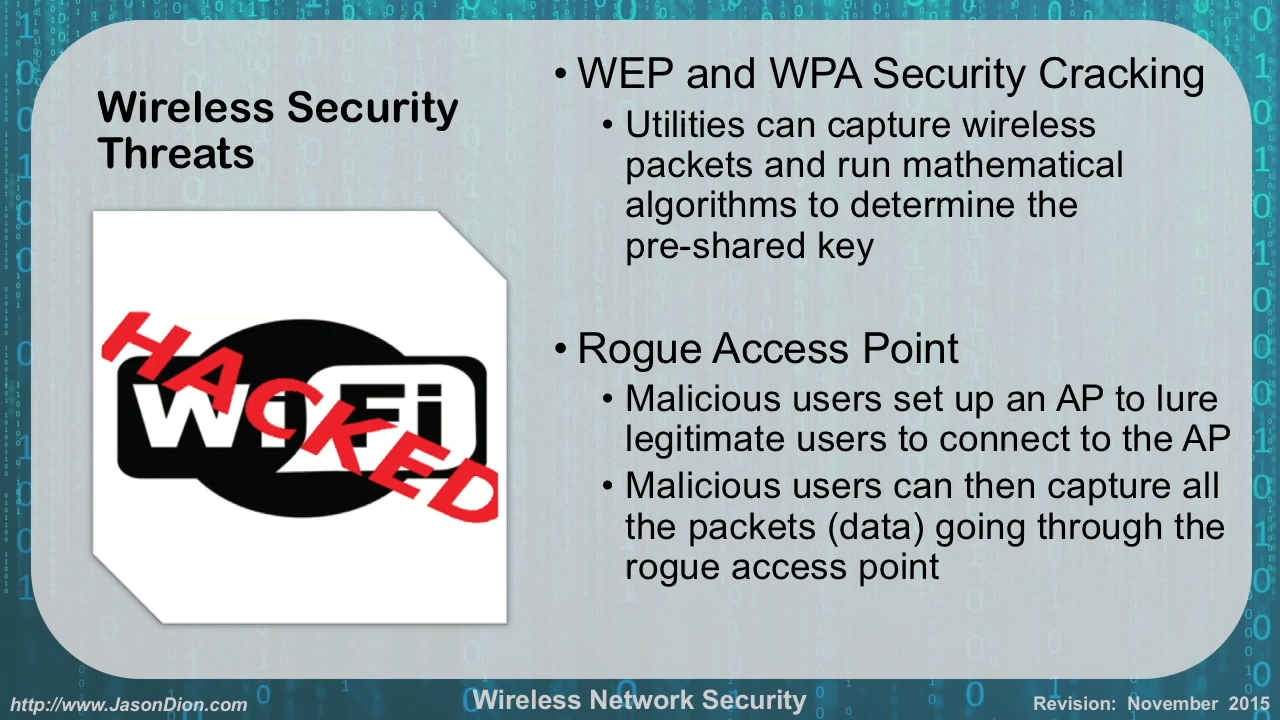 Wireless Security
Threats
HACKED
Wi Fi
• WEP and WPA Security Cracking
• Utilities can capture wireless
packets and run mathematical
algorithms to determine the
pre-shared key
• Rogue Access Point
• Malicious users set up an AP to lure
legitimate users to connect to the AP
• Malicious users can then capture all
the packets (data) going through the
rogue access point
http://www.JasonDion.com
Wireless Network Security
Revision: November 2015